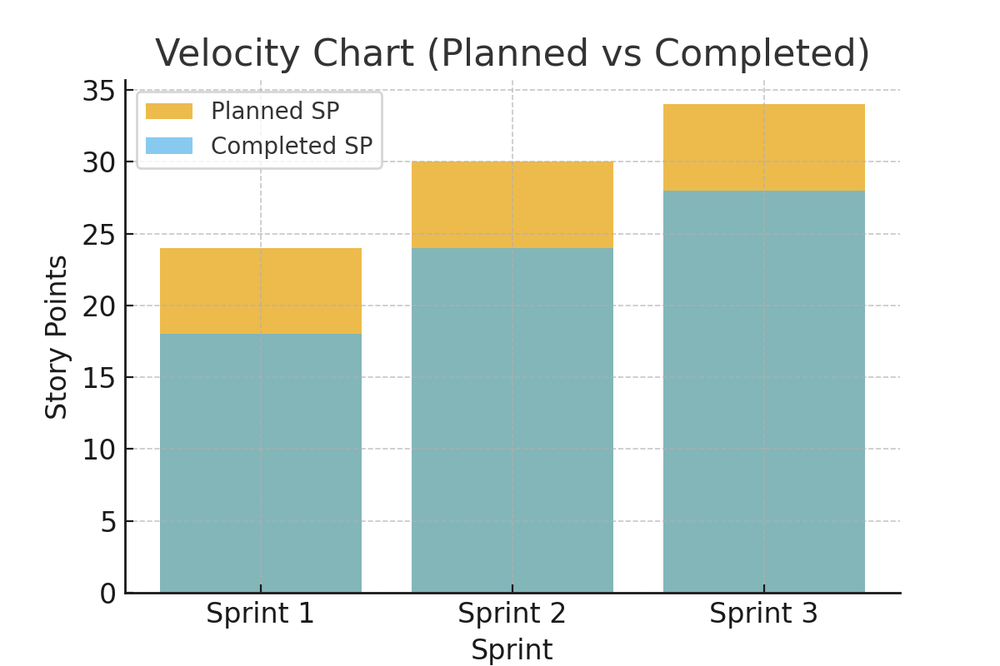 Velocity Chart (Planned vs Completed)
35
30
25
20
15
10
5
0
Story Points
Planned SP
Completed SP
Sprint 1
Sprint 2
Sprint 3
Sprint